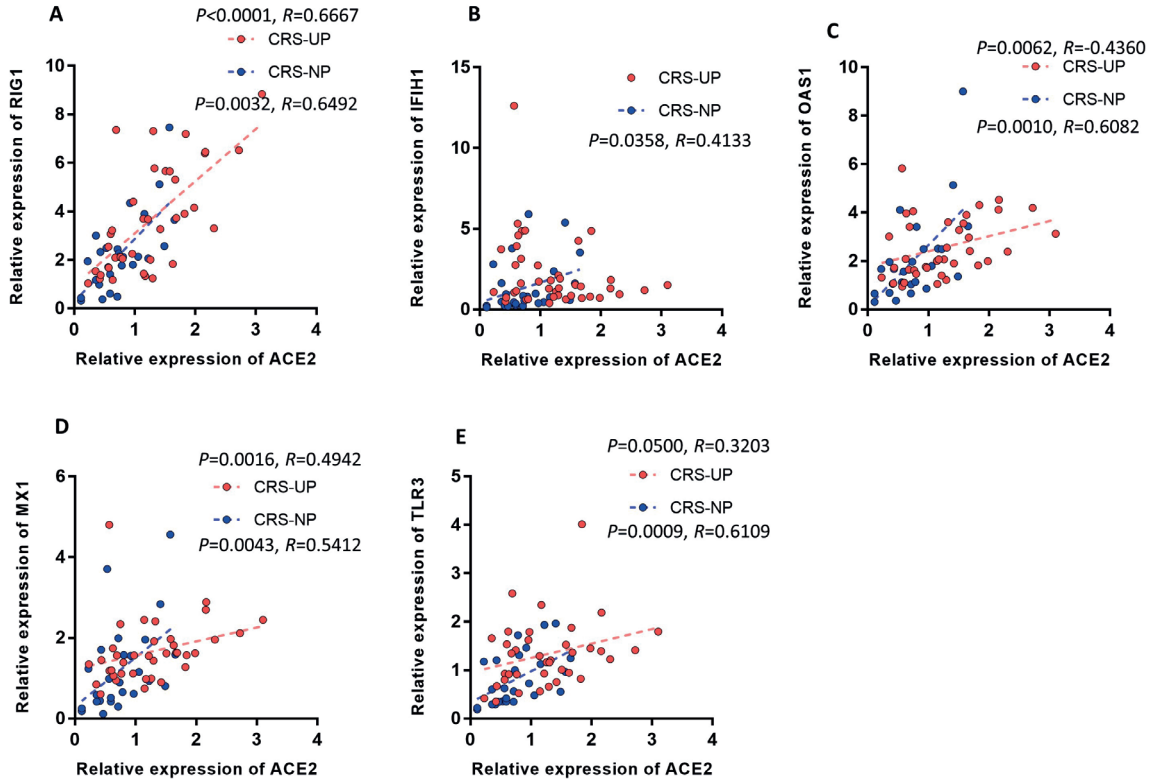 A
P<0.0001, R=0.6667
CRS-UP
CRS-NP
P=0.0032, R=0.6492
Relative expression of RIG1
10
8
6
4
2
0
0 1 2 3 4
Relative expression of ACE2
B
CRS-UP
CRS-NP
P=0.0358, R=0.4133
Relative expression of IFIH1
15
10
5
0
0 1 2 3 4
Relative expression of ACE2
C
P=0.0062, R=-0.4360
CRS-UP
CRS-NP
P=0.0010, R=0.6082
Relative expression of OAS1
10
8
6
4
2
0
0 1 2 3 4
Relative expression of ACE2
D
P=0.0016, R=0.4942
CRS-UP
CRS-NP
P=0.0043, R=0.5412
Relative expression of MX1
6
4
2
0
0 1 2 3 4
Relative expression of ACE2
E
P=0.0500, R=0.3203
CRS-UP
CRS-NP
P=0.0009, R=0.6109
Relative expression of TLR3
5
4
3
2
1
0
0 1 2 3 4
Relative expression of ACE2